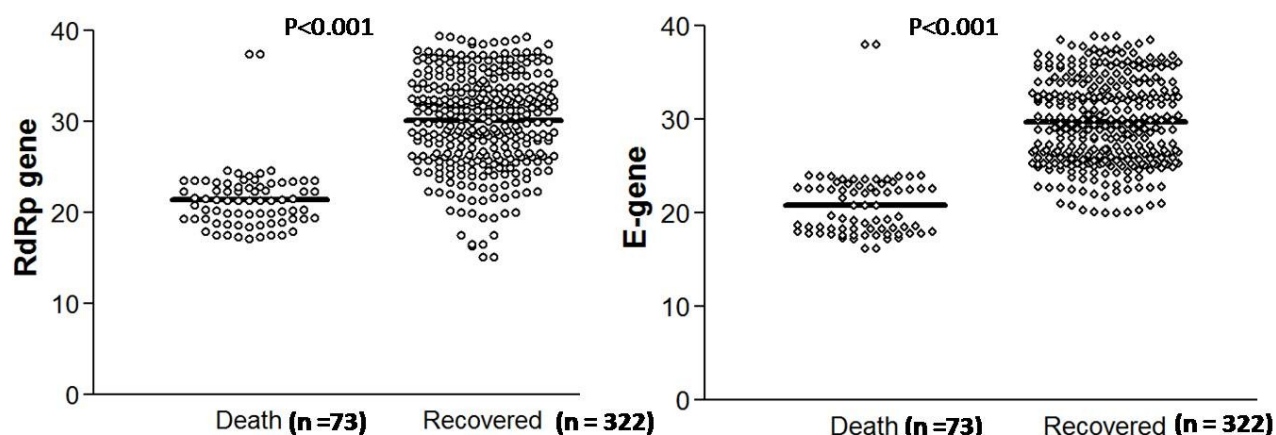 P<0.001
RdRp gene
40
30
20
10
0
Death (n =73)
Recovered (n = 322)
P<0.001
E-gene
40
30
20
10
0
Death (n =73)
Recovered (n = 322)